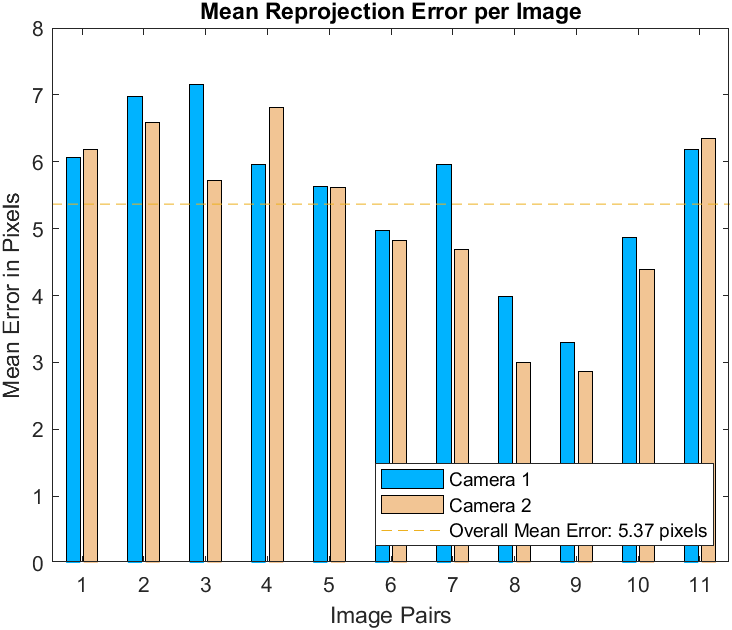 Mean Reprojection Error per Image
8
7
6
5
4
3
2
1
0
Mean Error in Pixels
Camera 1
Camera 2
Overall Mean Error: 5.37 pixels
1 2 3 4 5 6 7 8 9 10 11
Image Pairs